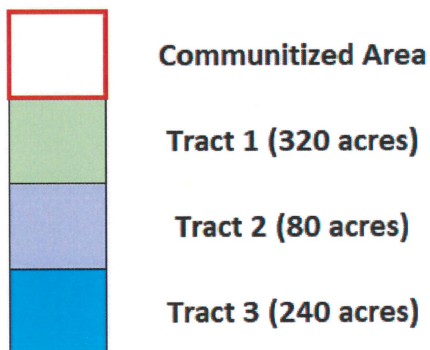 Communitized Area
Tract 1 (320 acres)
Tract 2 (80 acres)
Tract 3 (240 acres)